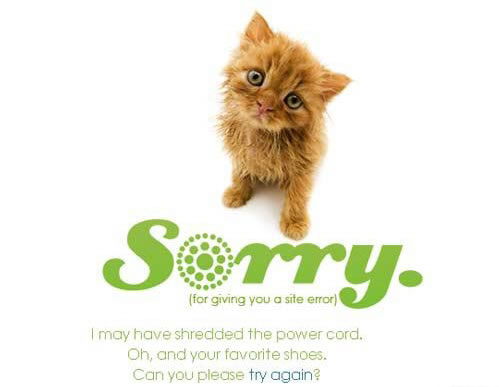 Sorry.
(for giving you a site error)
I may have shredded the power cord.
Oh, and your favorite shoes.
Can you please try again?